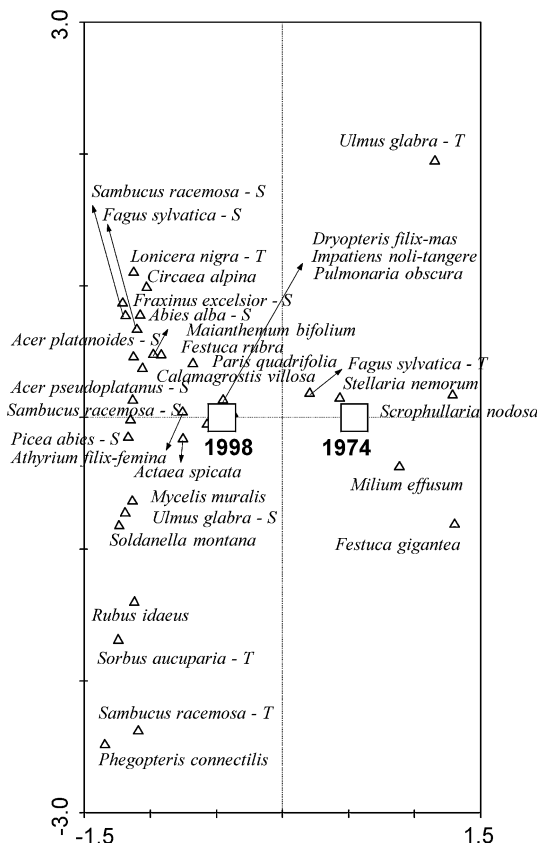 3.0
Ulmus glabra - T
Sambucus racemosa - S
Fagus sylvatica - S
Dryopteris filix-mas
Impatiens noli-tangere
Pulmonaria obscura
Lonicera nigra - T
Circaea alpina
Fraxinus excelsior - S
Abies alba - S
Maianthemum bifolium
Acer platanoides - S
Festuca rubra
Paris quadrifolia
Fagus sylvatica - T
Calamagrostis villosa
Stellaria nemorum
Acer pseudoplatanus - S
Sambucus racemosa - S
Scrophullaria nodosa
Picea abies - S
1998
1974
Athyrium filix-femina
Actaea spicata
Milium effusum
Mycelis muralis
Ulmus glabra - S
Soldanella montana
Festuca gigantea
Rubus idaeus
Sorbus aucuparia - T
Sambucus racemosa - T
Phegopteris connectilis
-3.0
-1.5
1.5